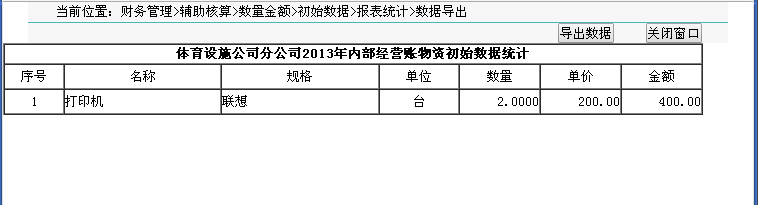 当前位置：财务管理>辅助核算>数量金额>初始数据>报表统计>数据导出
导出数据 关闭窗口
体育设施公司分公司2013年内部经营账物资初始数据统计
序号 名称 规格 单位 数量 单价 金额
1 打印机 联想 台 2.0000 200.00 400.00